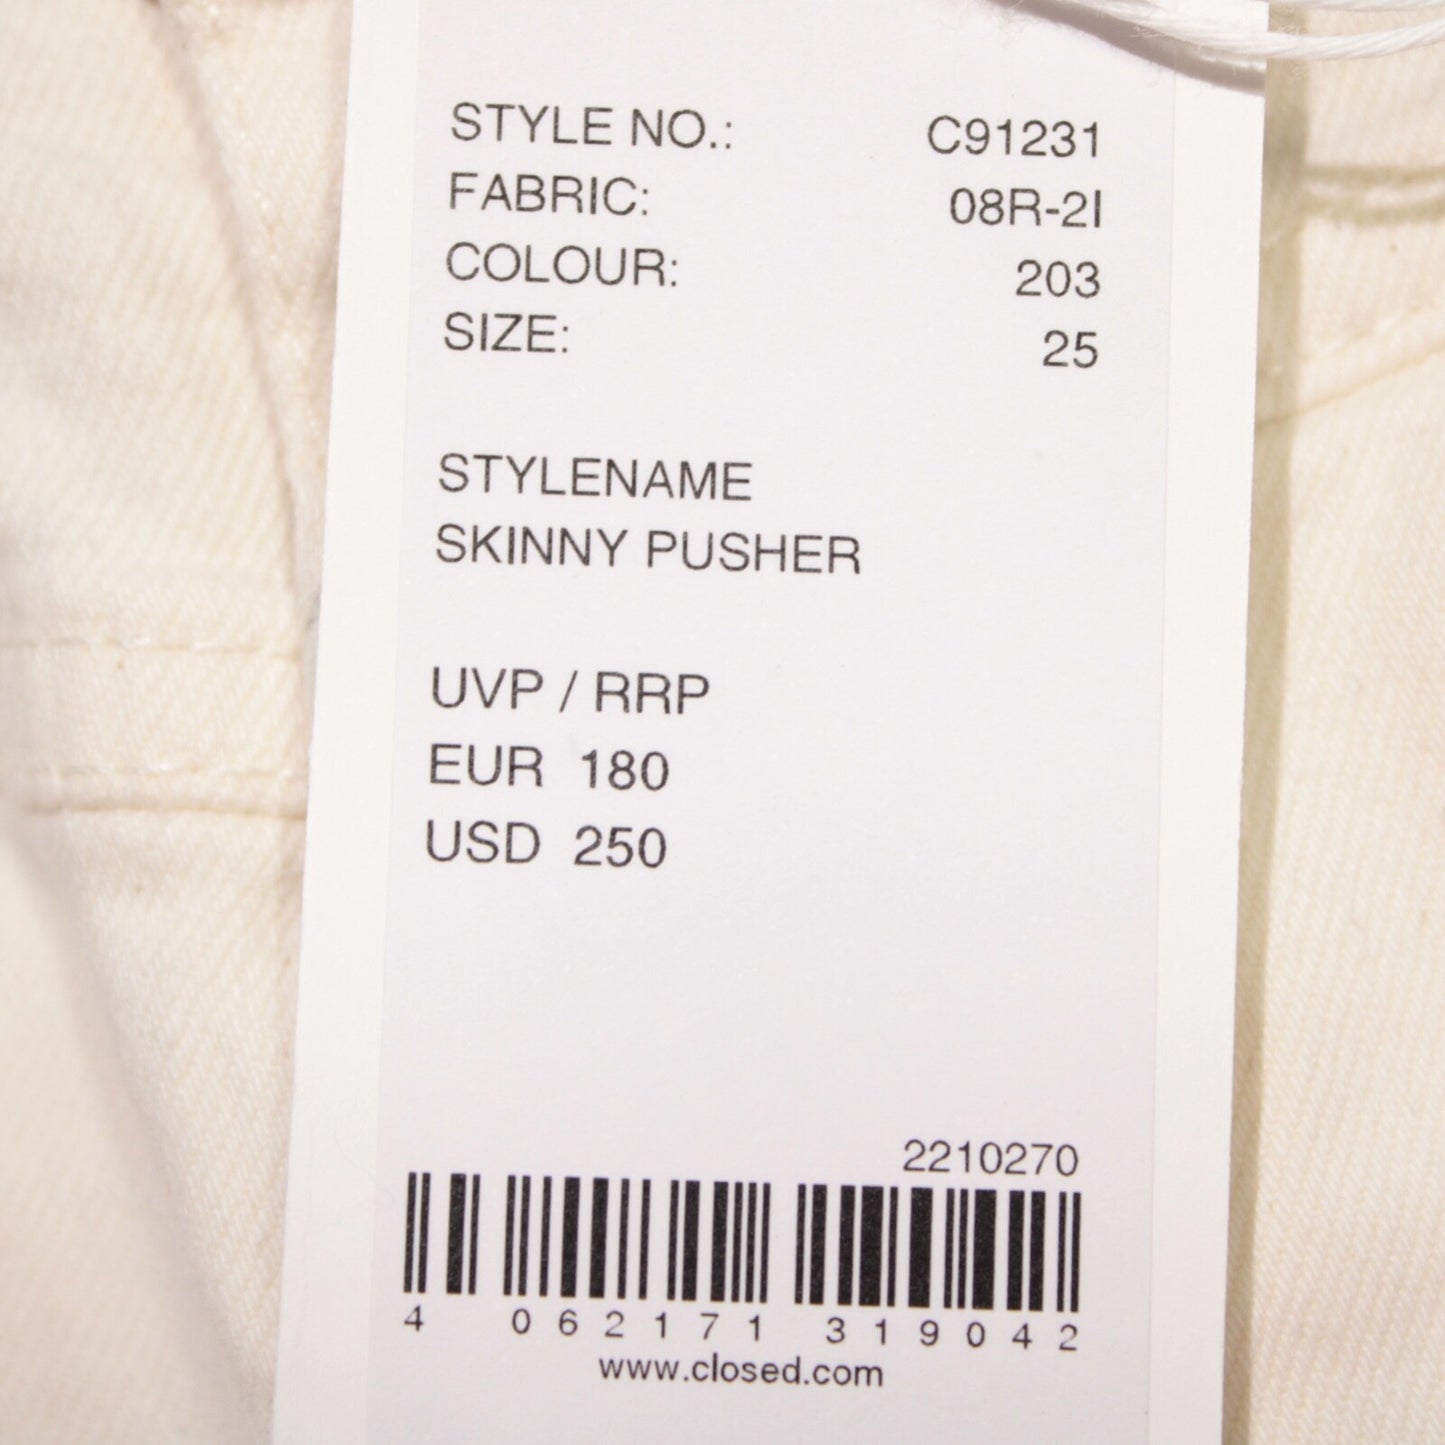 STYLE NO.: C91231
FABRIC: 08R-2I
COLOUR: 203
SIZE: 25
STYLENAME
SKINNY PUSHER
UVP / RRP
EUR 180
USD 250
2210270
4 062171 319042
www.closed.com